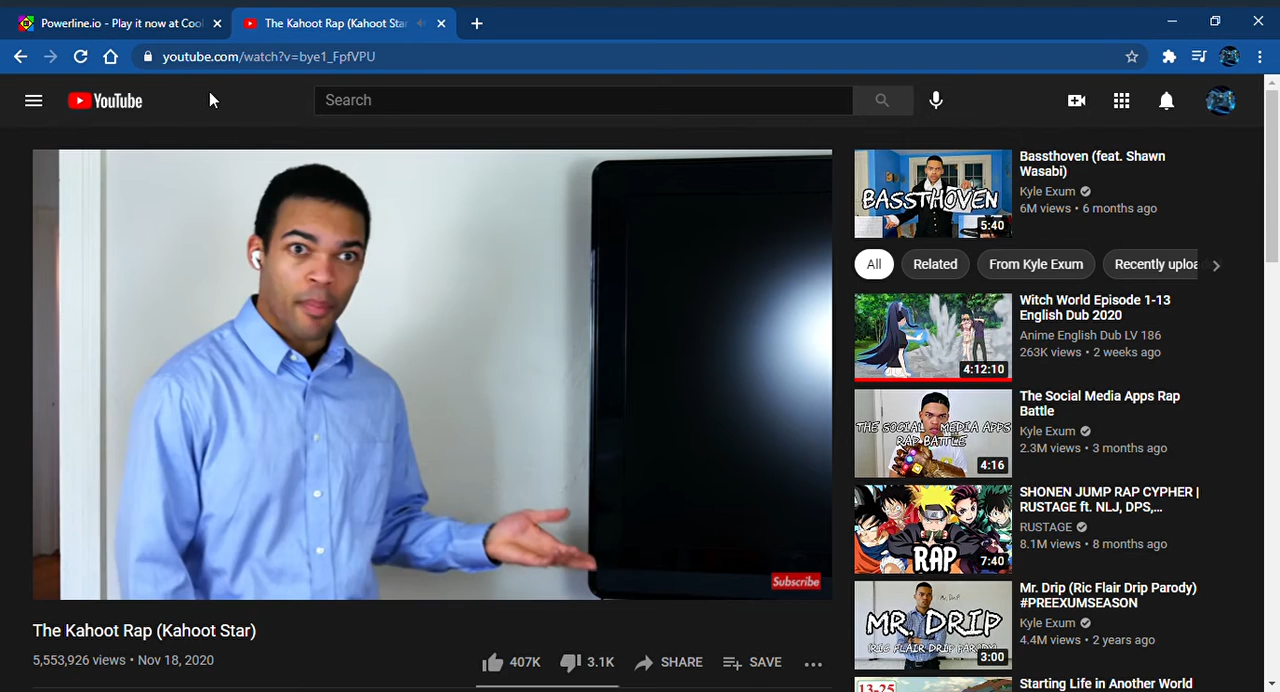 Powerline.io - Play it now at Cool
The Kahoot Rap (Kahoot Star
youtube.com/watch?v=bye1_FpfVPU
YouTube
Search
Bassthoven (feat. Shawn
Wasabi)
Kyle Exum
6M views • 6 months ago
BASSTHOVEN
5:40
All
Related
From Kyle Exum
Recently uploa
Witch World Episode 1-13
English Dub 2020
Anime English Dub LV 186
263K views • 2 weeks ago
4:12:10
The Social Media Apps Rap
Battle
Kyle Exum
2.3M views • 3 months ago
THE SOCIAL MEDIA APPS
RAP BATTLE
4:16
SHONEN JUMP RAP CYPHER |
RUSTAGE ft. NLJ, DPS,...
RUSTAGE
8.1M views • 8 months ago
RAP
7:40
Mr. Drip (Ric Flair Drip Parody)
#PREEXUMSEASON
Kyle Exum
4.4M views • 2 years ago
Mr. Drip
MR. DRIP
(RIC FLAIR DRIP PARODY)
3:00
Starting Life in Another World
13-25
Subscribe
The Kahoot Rap (Kahoot Star)
5,553,926 views • Nov 18, 2020
407K
3.1K
SHARE
SAVE